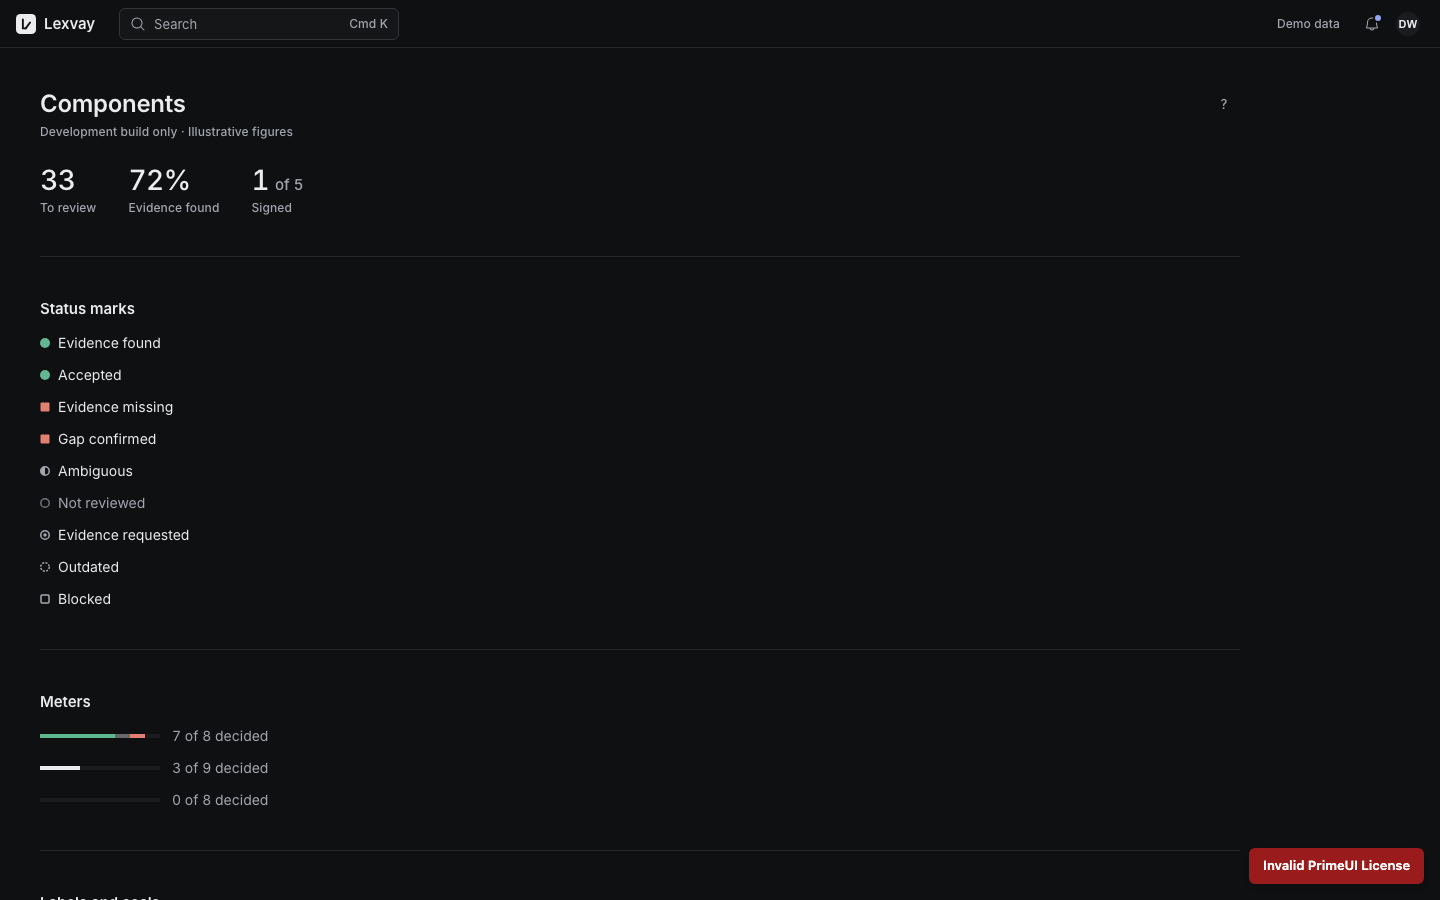 Lexvay
Search
Cmd K
Demo data
DW
Components
?
Development build only · Illustrative figures
33
72%
1 of 5
To review
Evidence found
Signed
Status marks
Evidence found
Accepted
Evidence missing
Gap confirmed
Ambiguous
Not reviewed
Evidence requested
Outdated
Blocked
Meters
7 of 8 decided
3 of 9 decided
0 of 8 decided
Invalid PrimeUI License